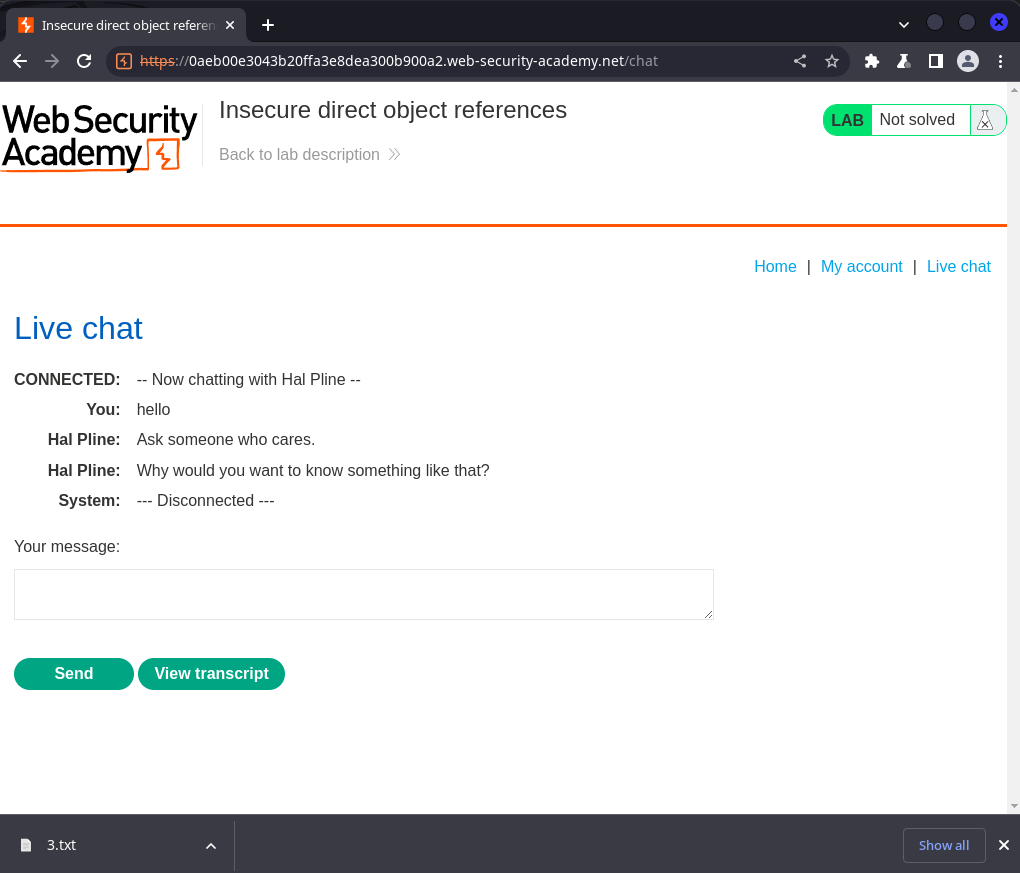 Insecure direct object referen
https://0aeb00e3043b20ffa3e8dea300b900a2.web-security-academy.net/chat
Web Security
Academy
Insecure direct object references
Back to lab description
LAB Not solved
Home | My account | Live chat
Live chat
CONNECTED: -- Now chatting with Hal Pline --
You: hello
Hal Pline: Ask someone who cares.
Hal Pline: Why would you want to know something like that?
System: --- Disconnected ---
Your message:
Send View transcript
3.txt Show all